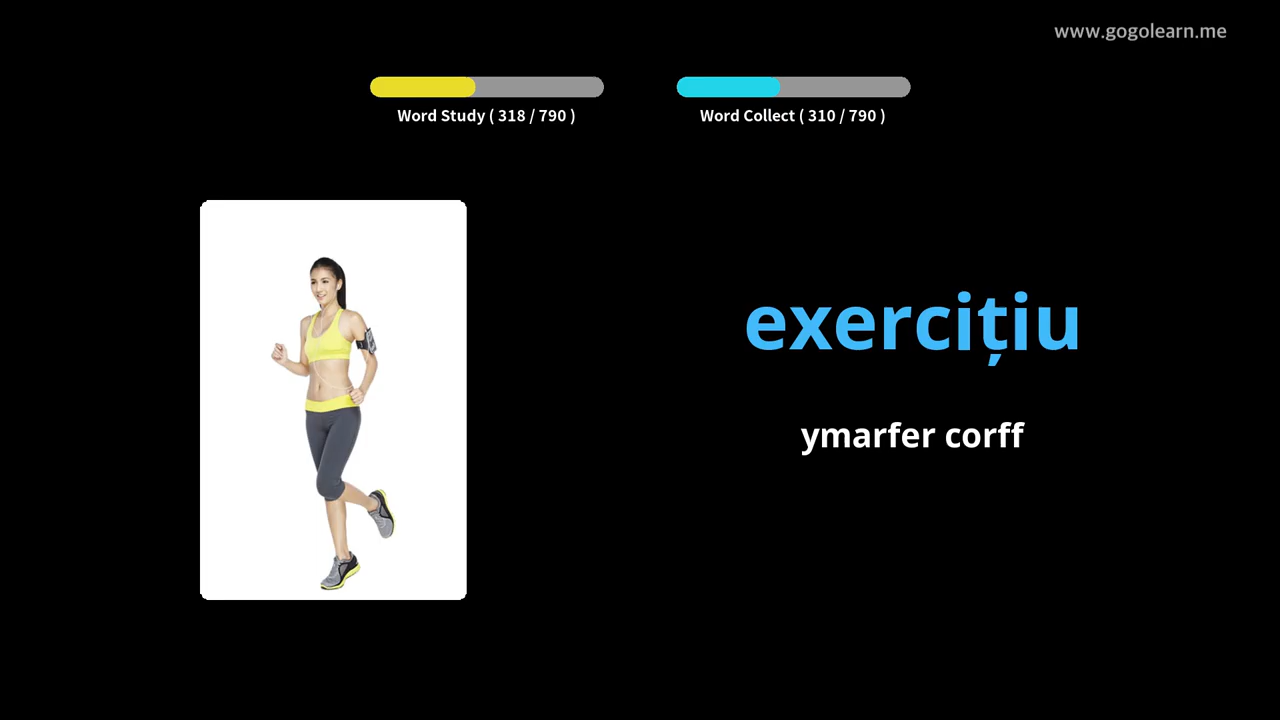 www.gogolearn.me
Word Study ( 318 / 790 )
Word Collect ( 310 / 790 )
exercițiu
ymarfer corff